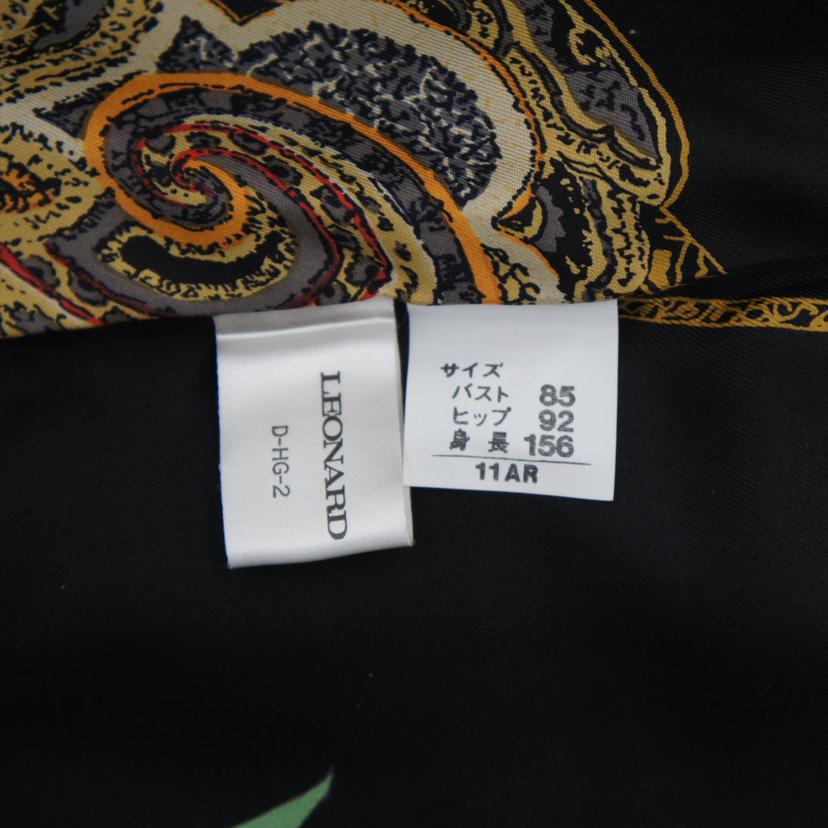 LEONARD
D-HG-2
サイズ
バスト 85
ヒップ 92
身長 156
11AR